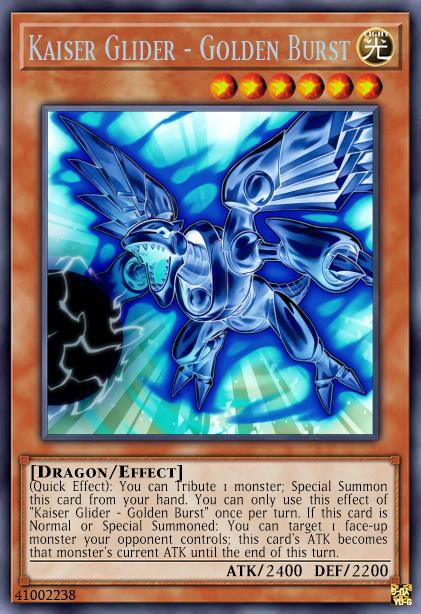 KAISER GLIDER - GOLDEN BURST
LIGHT
光
[DRAGON/EFFECT]
(Quick Effect): You can Tribute 1 monster; Special Summon
this card from your hand. You can only use this effect of
"Kaiser Glider - Golden Burst" once per turn. If this card is
Normal or Special Summoned: You can target 1 face-up
monster your opponent controls; this card's ATK becomes
that monster's current ATK until the end of this turn.
ATK/2400 DEF/2200
41002238